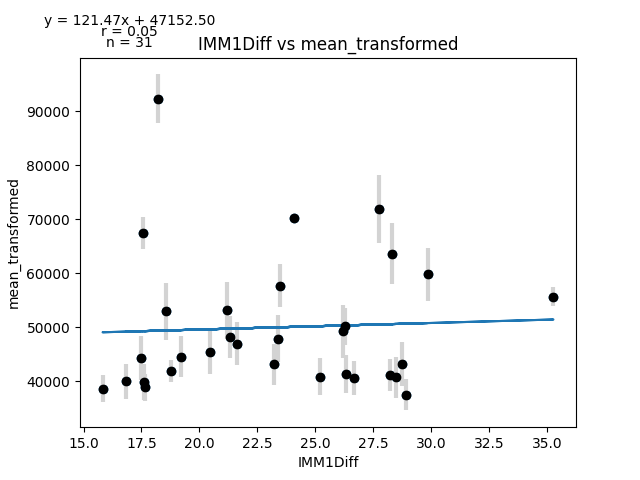 y = 121.47x + 47152.50
r = 0.05
n = 31
IMM1Diff vs mean_transformed
mean_transformed
90000
80000
70000
60000
50000
40000
15.0 17.5 20.0 22.5 25.0 27.5 30.0 32.5 35.0
IMM1Diff